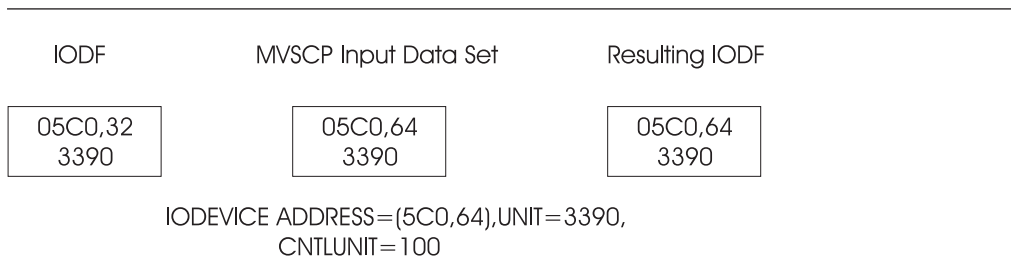 IODF MVSCP Input Data Set Resulting IODF
05C0,32 05C0,64 05C0,64
3390 3390 3390
IODEVICE ADDRESS=(5C0,64),UNIT=3390,
CNTLUNIT=100